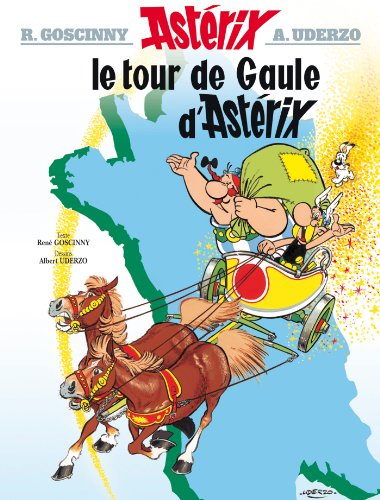 R. GOSCINNY Astérix A. UDERZO
le tour de Gaule
d'Astérix
Texte
René GOSCINNY
Dessins
Albert UDERZO
UDERZO